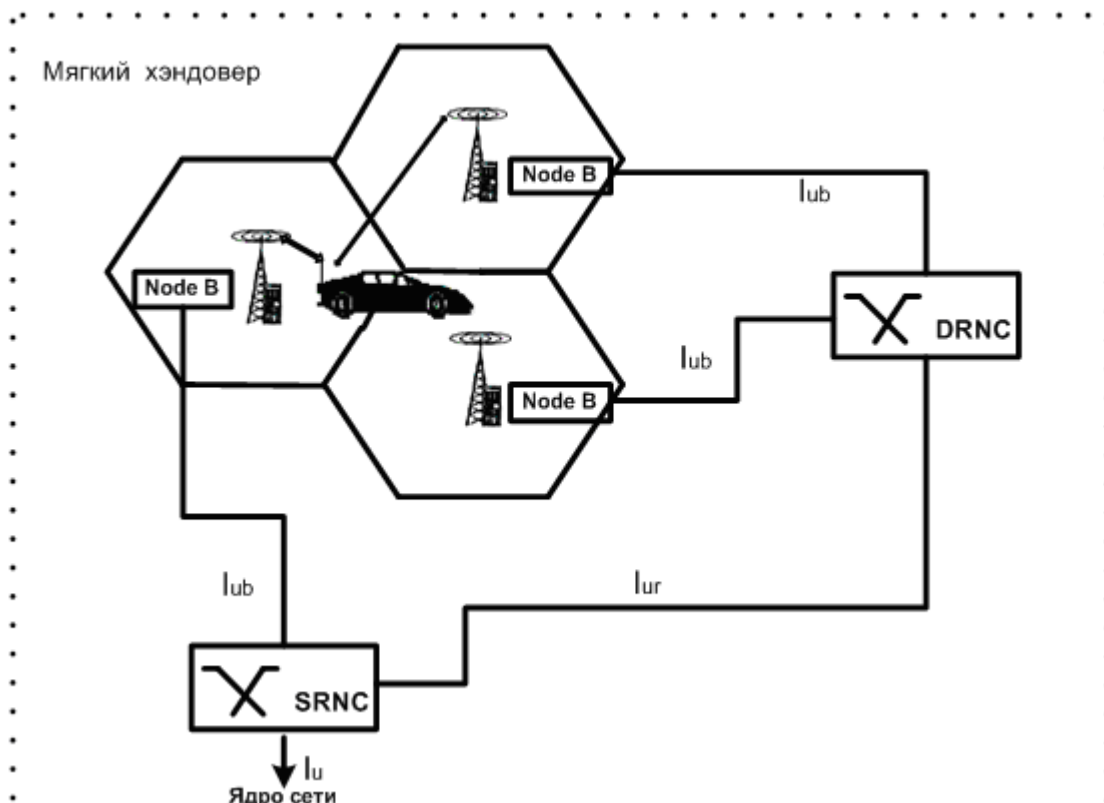 Мягкий хэндовер
Node B
Iub
Node B
DRNC
Iub
Node B
Iub
Iur
SRNC
Iu
Ядро сети